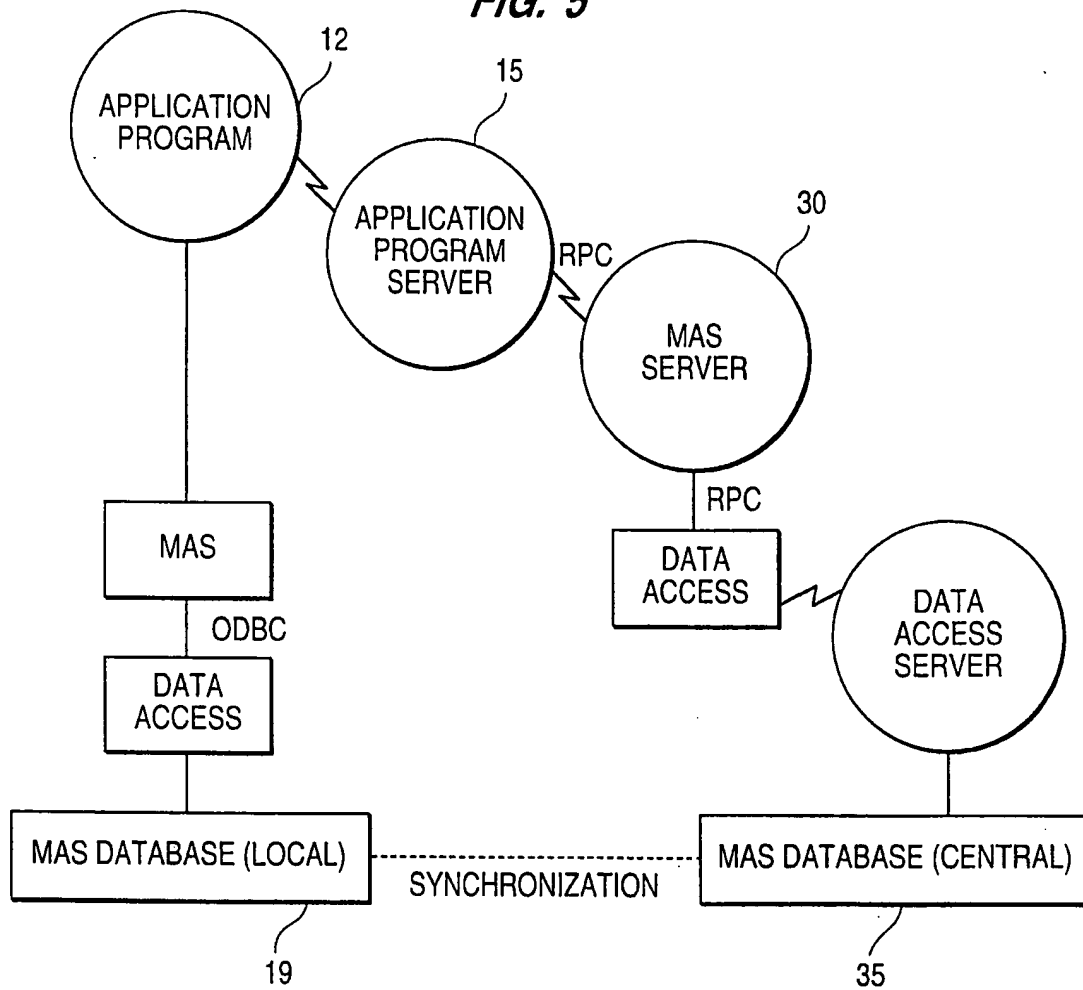 FIG. 5
12
APPLICATION
PROGRAM
15
APPLICATION
PROGRAM
SERVER
RPC
30
MAS
SERVER
RPC
MAS
DATA
ACCESS
ODBC
DATA
ACCESS
SERVER
DATA
ACCESS
MAS DATABASE (LOCAL)
SYNCHRONIZATION
MAS DATABASE (CENTRAL)
19
35